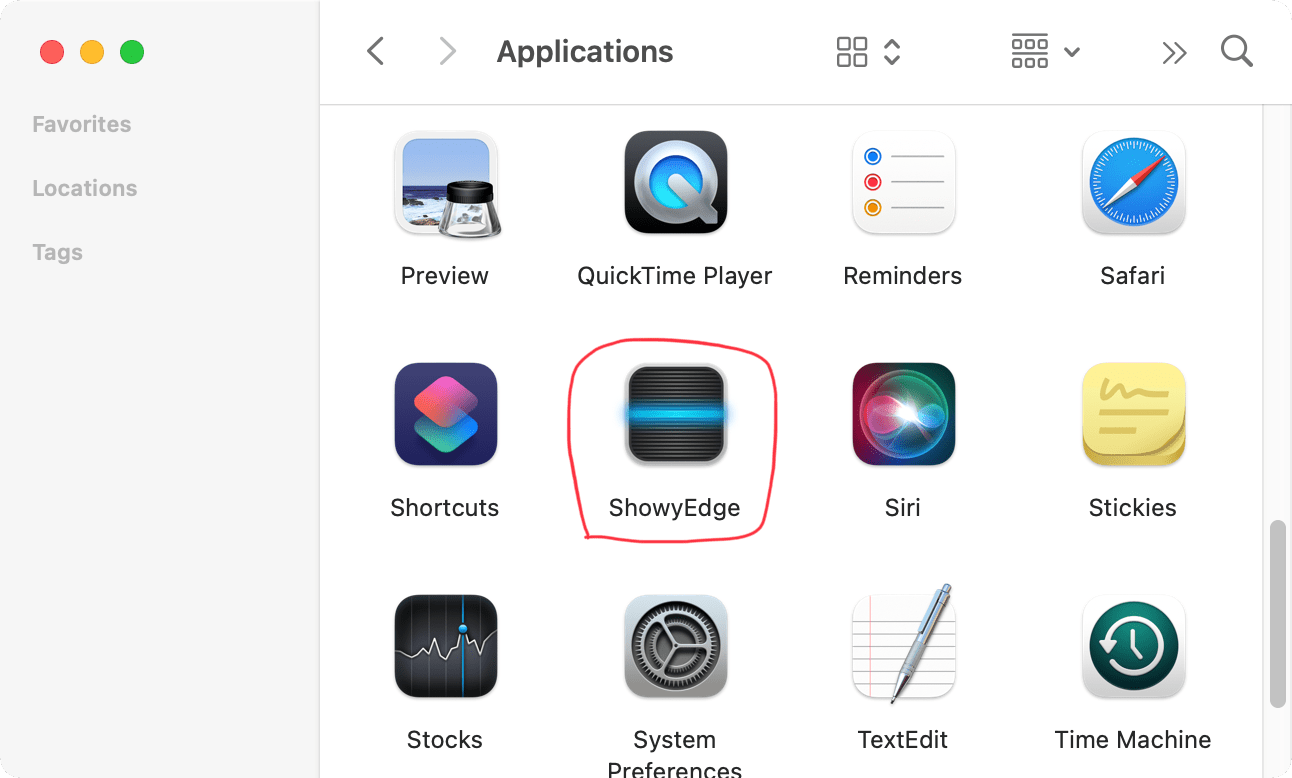 Applications
Favorites
Locations
Tags
Preview
QuickTime Player
Reminders
Safari
Shortcuts
ShowyEdge
Siri
Stickies
Stocks
System
Preferences
TextEdit
Time Machine